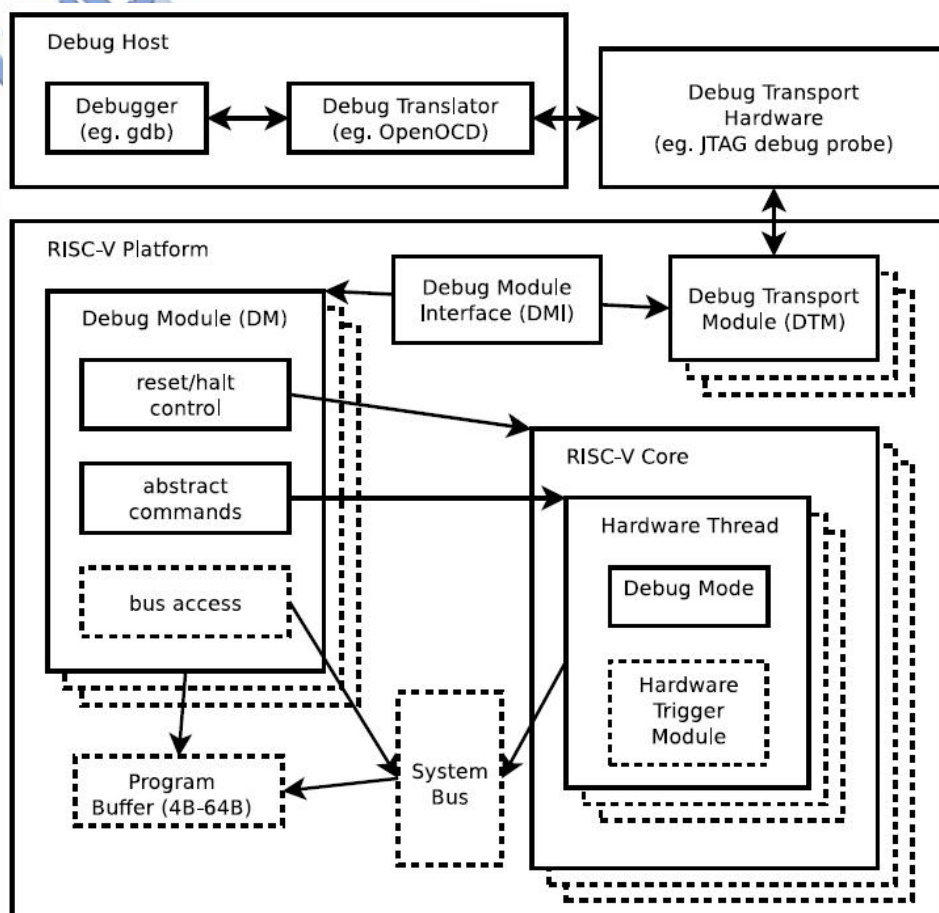 Debug Host
Debugger
(eg. gdb)
Debug Translator
(eg. OpenOCD)
Debug Transport
Hardware
(eg. JTAG debug probe)
RISC-V Platform
Debug Module (DM)
reset/halt
control
abstract
commands
bus access
Debug Module
Interface (DMI)
Debug Transport
Module (DTM)
RISC-V Core
Hardware Thread
Debug Mode
Hardware
Trigger
Module
Program
Buffer (4B-64B)
System
Bus